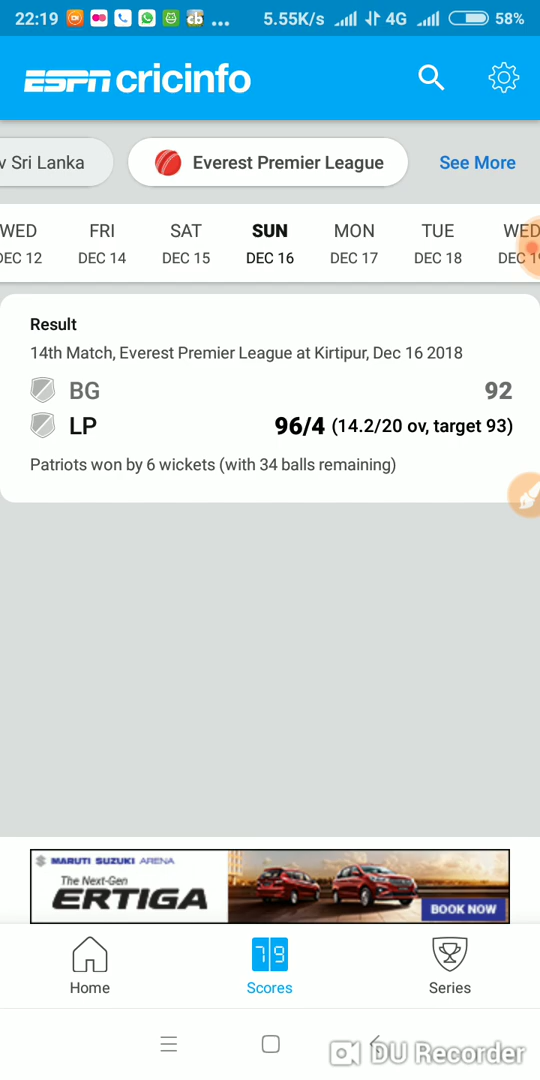 22:19 ... 5.55K/s 4G 58%
ESPN cricinfo
v Sri Lanka Everest Premier League See More
WED FRI SAT SUN MON TUE WED
DEC 12 DEC 14 DEC 15 DEC 16 DEC 17 DEC 18 DEC 19
Result
14th Match, Everest Premier League at Kirtipur, Dec 16 2018
BG 92
LP 96/4 (14.2/20 ov, target 93)
Patriots won by 6 wickets (with 34 balls remaining)
MARUTI SUZUKI ARENA
The Next-Gen
ERTIGA
BOOK NOW
79
Home Scores Series
DU Recorder